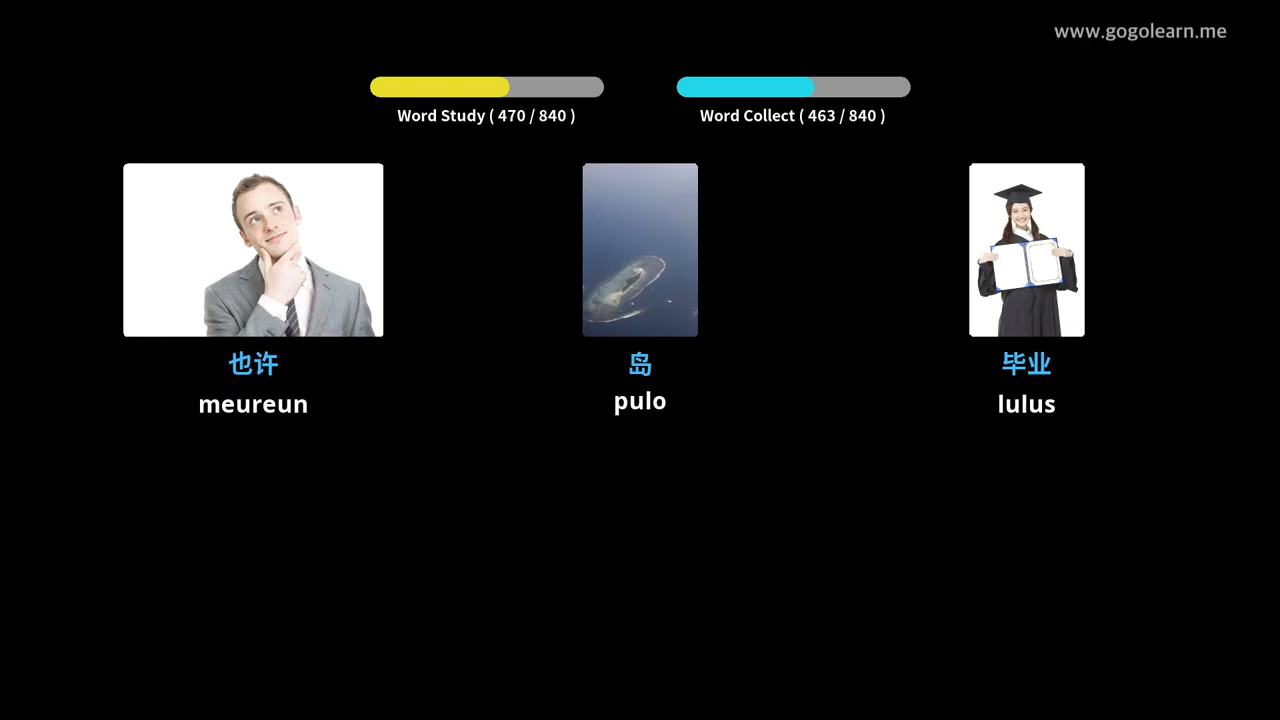 www.gogolearn.me
Word Study ( 470 / 840 )
Word Collect ( 463 / 840 )
也许
岛
毕业
meureun
pulo
lulus